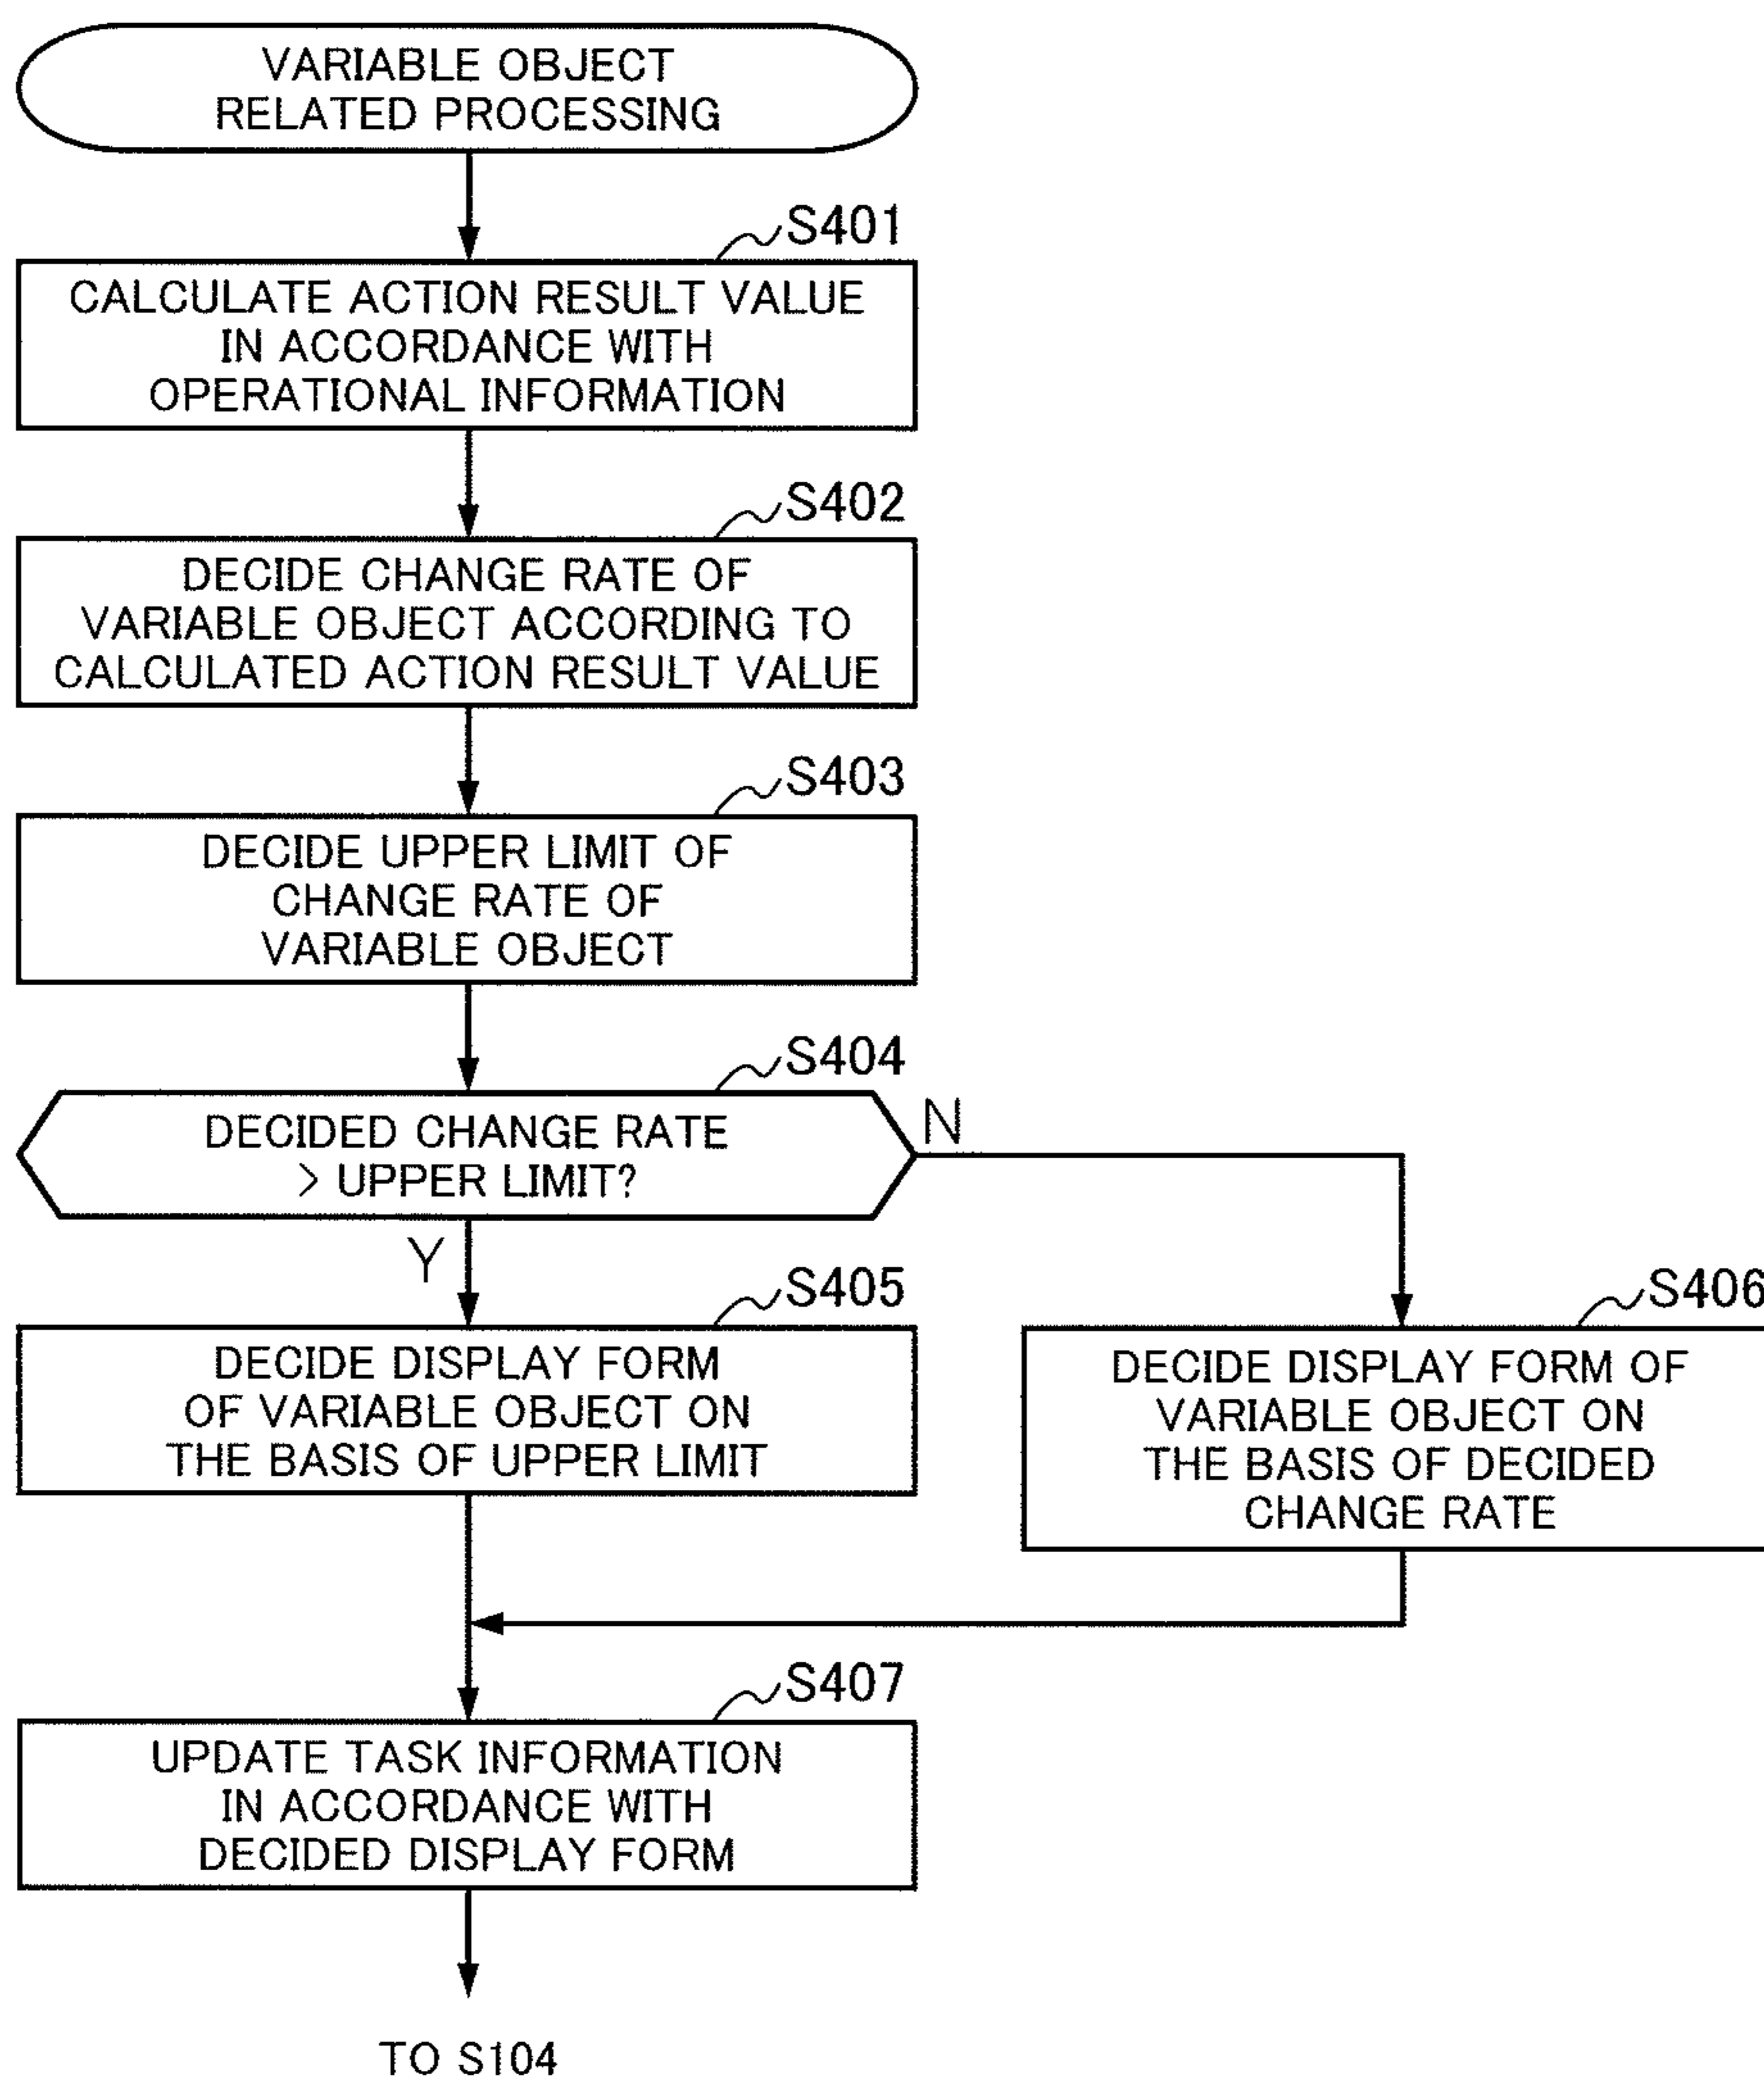 VARIABLE OBJECT
RELATED PROCESSING
S401
CALCULATE ACTION RESULT VALUE
IN ACCORDANCE WITH
OPERATIONAL INFORMATION
S402
DECIDE CHANGE RATE OF
VARIABLE OBJECT ACCORDING TO
CALCULATED ACTION RESULT VALUE
S403
DECIDE UPPER LIMIT OF
CHANGE RATE OF
VARIABLE OBJECT
S404
DECIDED CHANGE RATE
> UPPER LIMIT?
N
Y
S405
DECIDE DISPLAY FORM
OF VARIABLE OBJECT ON
THE BASIS OF UPPER LIMIT
S406
DECIDE DISPLAY FORM OF
VARIABLE OBJECT ON
THE BASIS OF DECIDED
CHANGE RATE
S407
UPDATE TASK INFORMATION
IN ACCORDANCE WITH
DECIDED DISPLAY FORM
TO S104